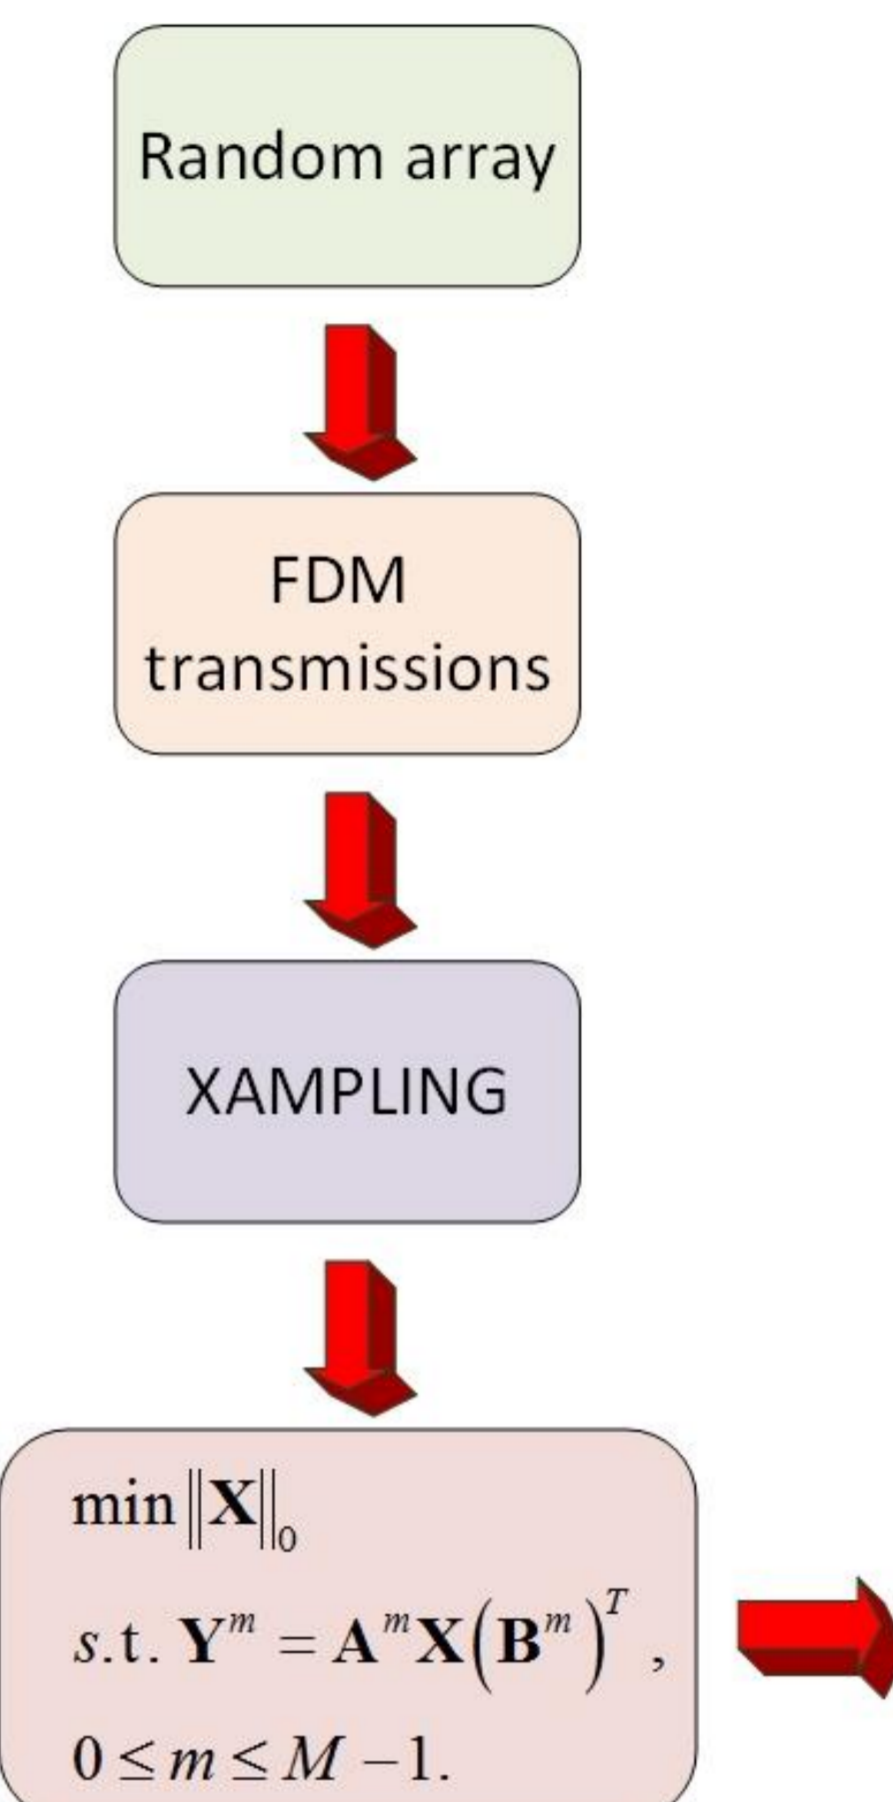 Random array
FDM
transmissions
XAMPLING
min‖X‖₀
s.t. Yᵐ = AᵐX(Bᵐ)ᵀ ,
0 ≤ m ≤ M −1.